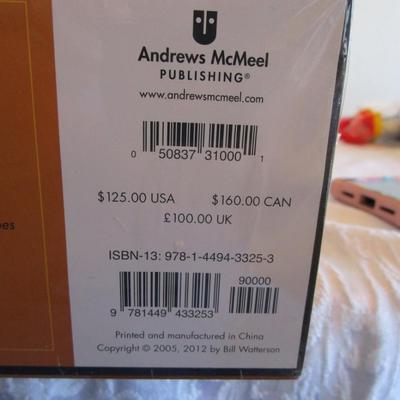 Andrews McMeel
PUBLISHING®
www.andrewsmcmeel.com
0 50837 31000 1
$125.00 USA $160.00 CAN
£100.00 UK
ISBN-13: 978-1-4494-3325-3
90000
9 781449 433253
Printed and manufactured in China
Copyright © 2005, 2012 by Bill Watterson